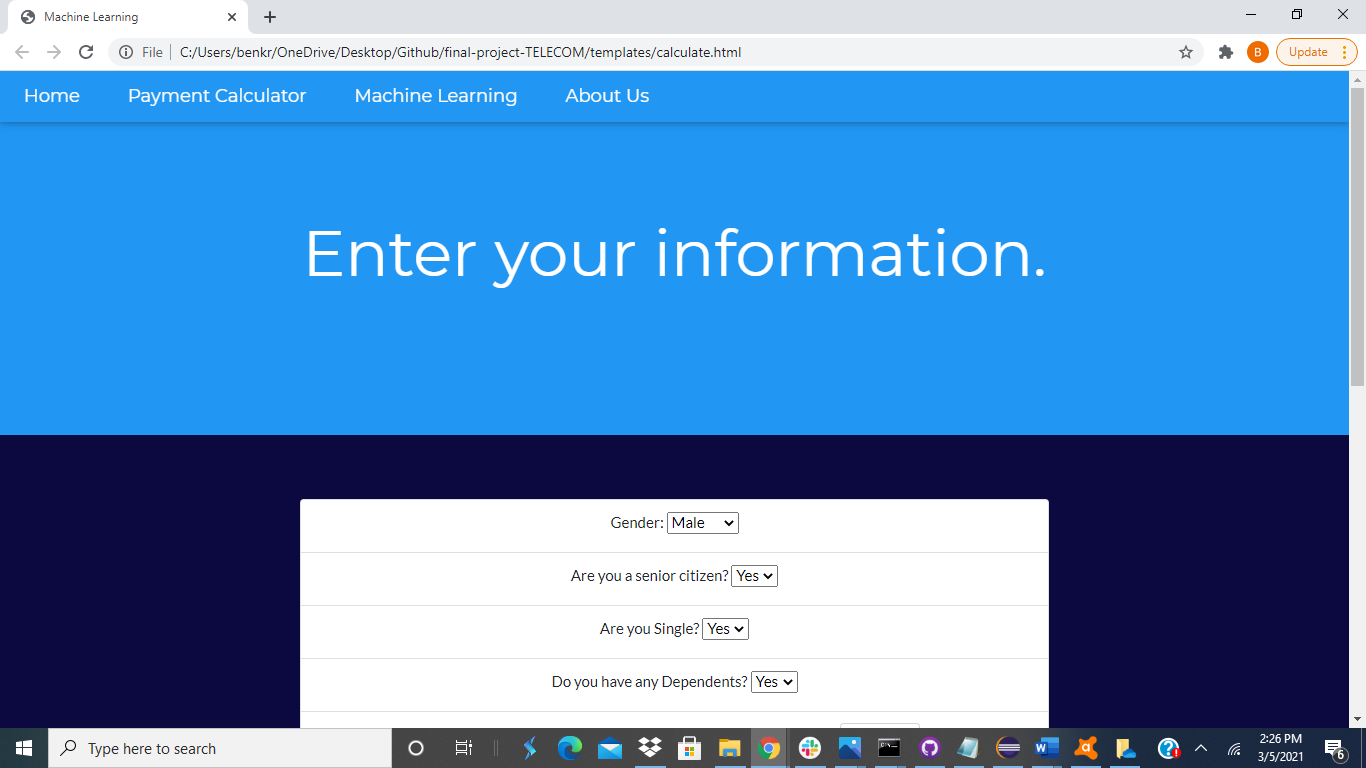 Machine Learning
File
C:/Users/benkr/OneDrive/Desktop/Github/final-project-TELECOM/templates/calculate.html
B
Update
Home Payment Calculator Machine Learning About Us
Enter your information.
Gender: Male
Are you a senior citizen? Yes
Are you Single? Yes
Do you have any Dependents? Yes
Type here to search
2:26 PM
3/5/2021
6